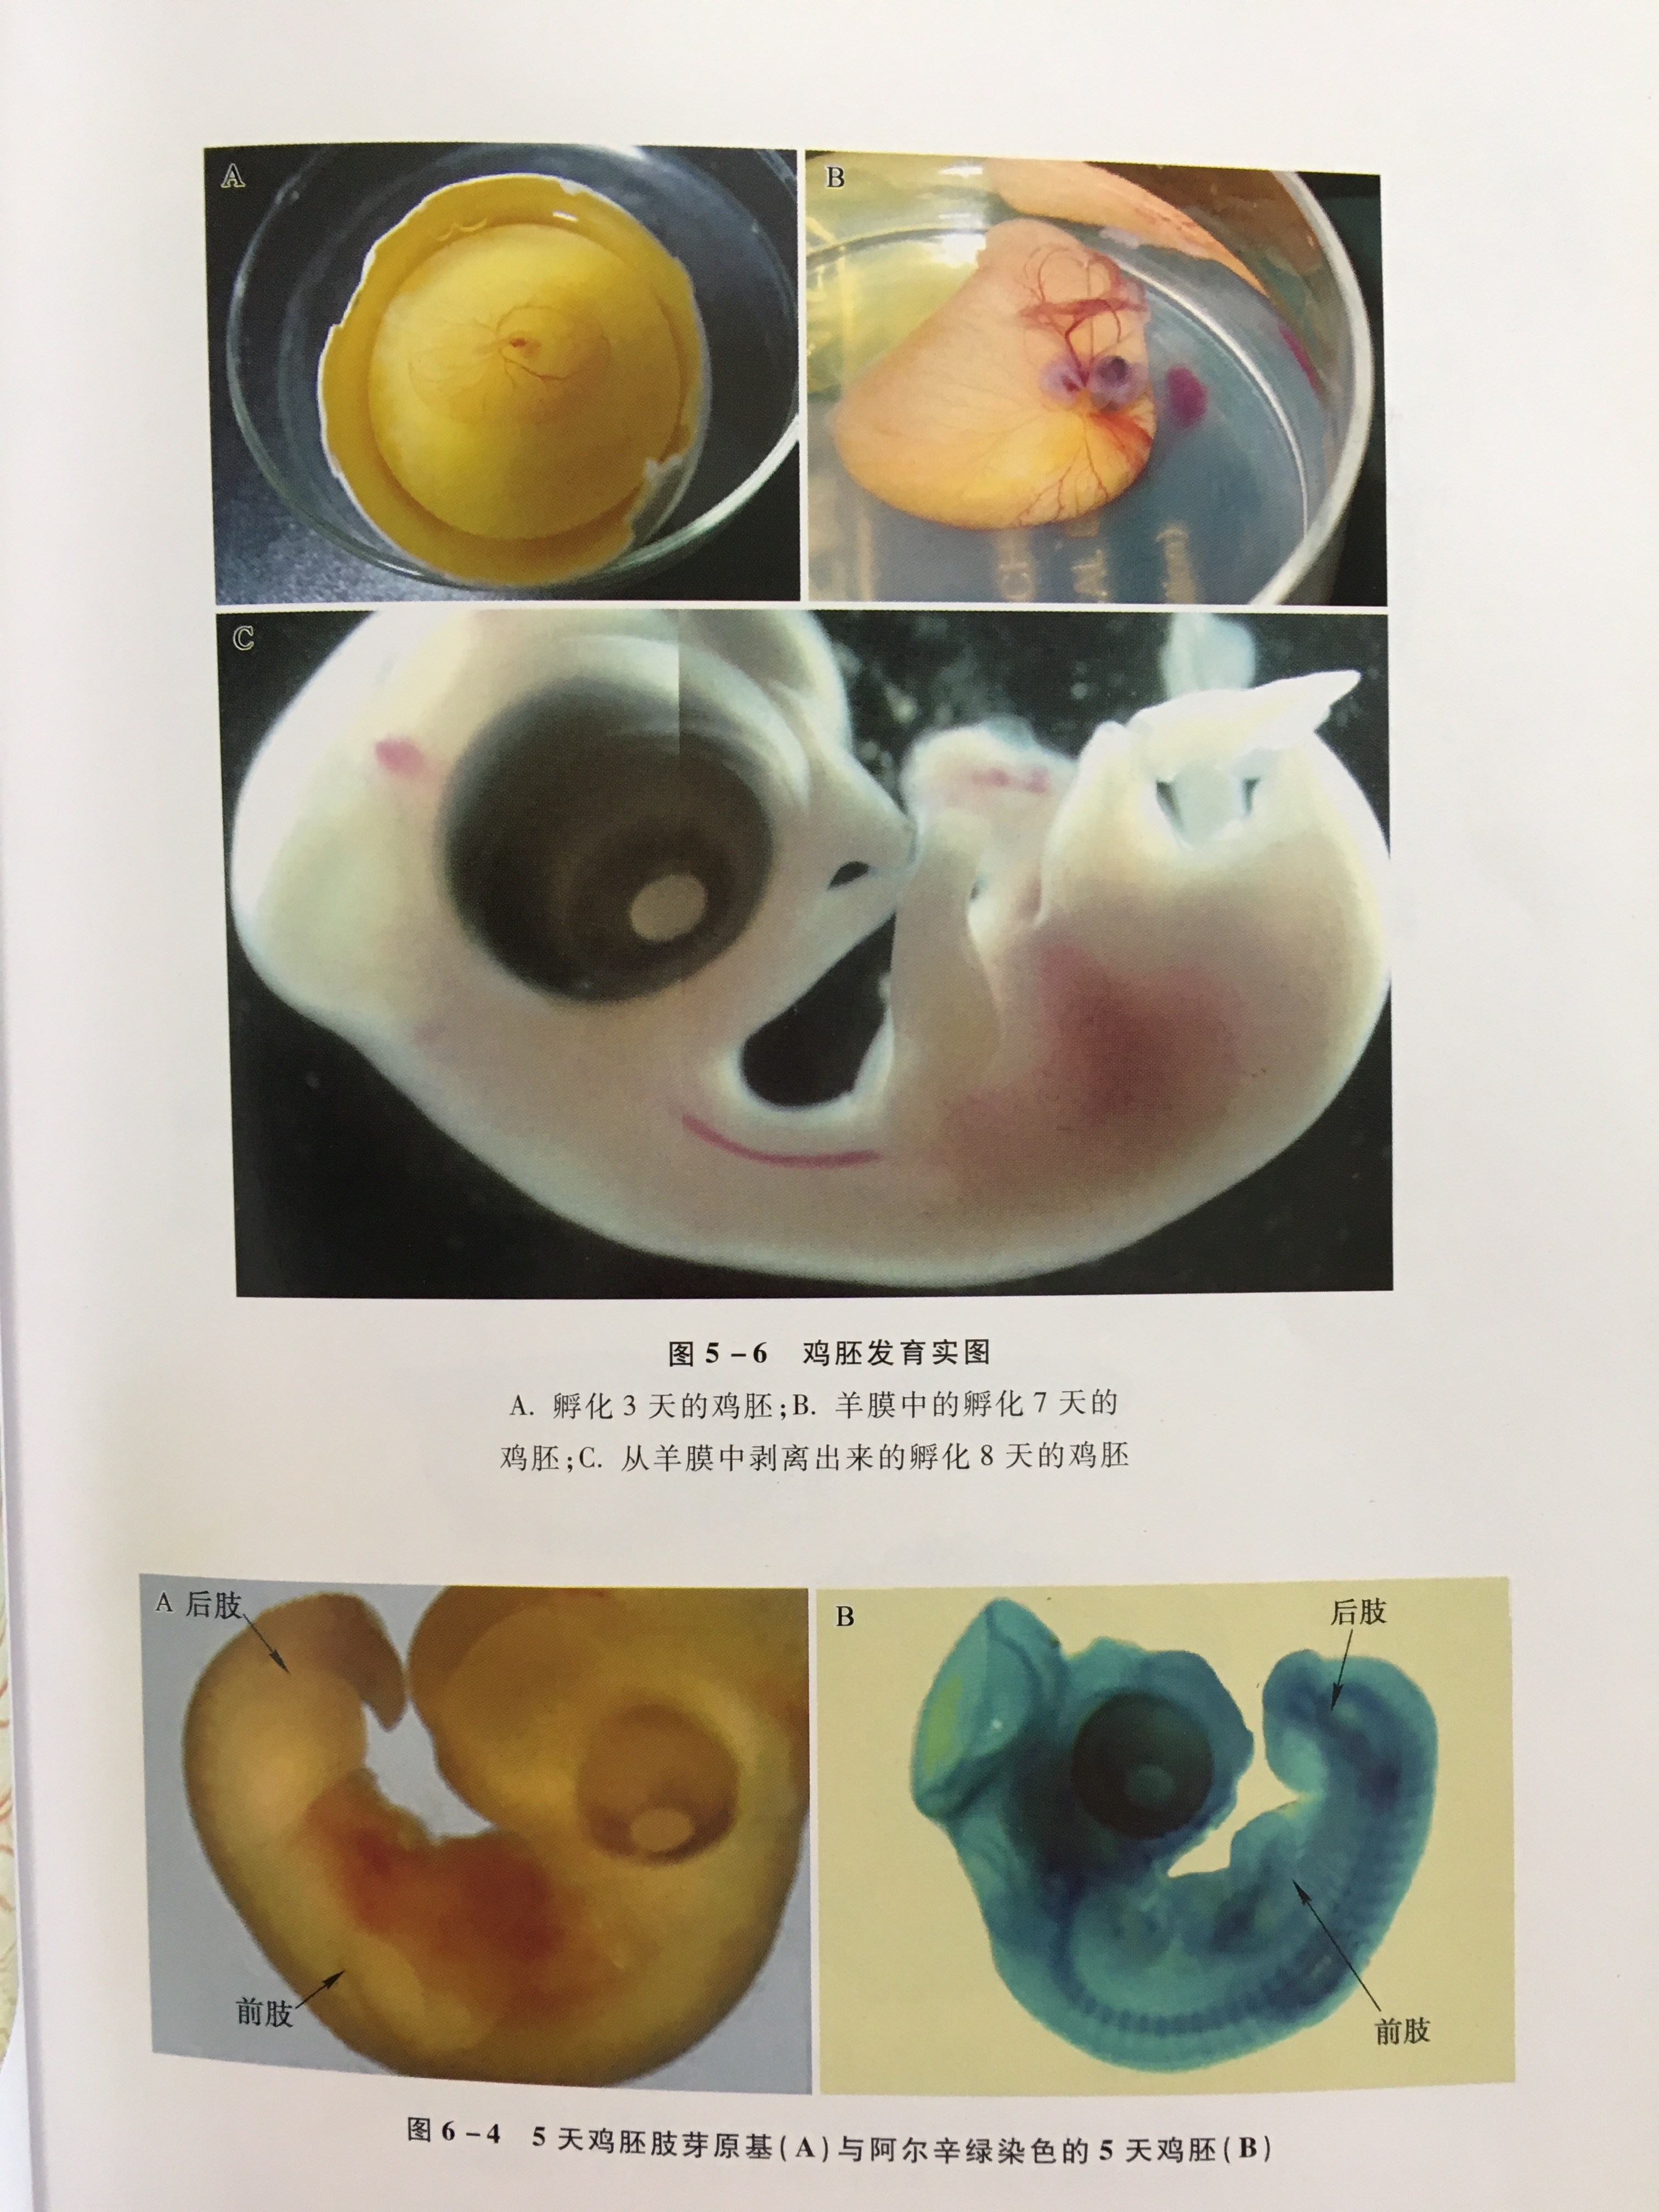 A
B
C
图 5-6 鸡胚发育实图
A. 孵化 3 天的鸡胚;B. 羊膜中的孵化 7 天的
鸡胚;C. 从羊膜中剥离出来的孵化 8 天的鸡胚
A 后肢
前肢
B
后肢
前肢
图 6-4 5 天鸡胚肢芽原基(A)与阿尔辛绿染色的 5 天鸡胚(B)